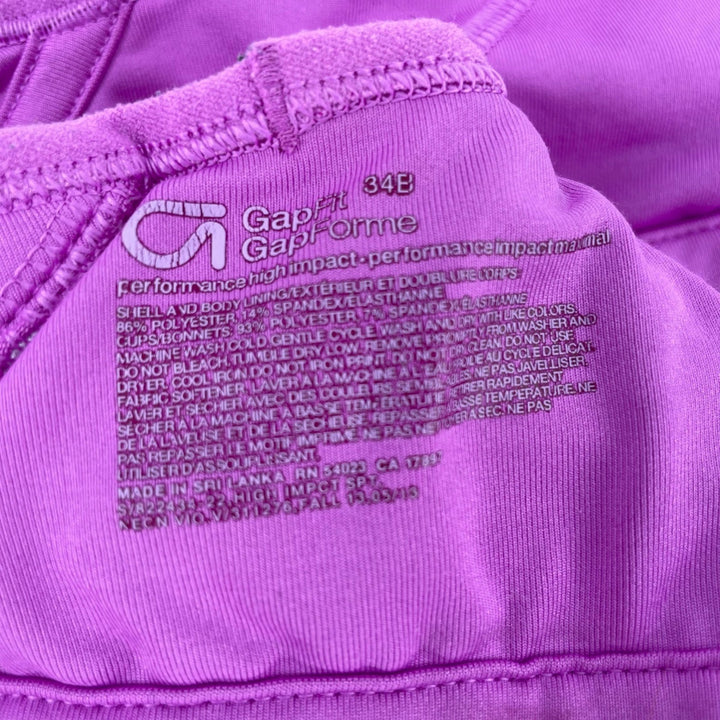 34B
GapFit
GapForme
performance high impact • performance impact maximal
SHELL AND BODY LINING/EXTÉRIEUR ET DOUBLURE CORPS:
86% POLYESTER, 14% SPANDEX/ÉLASTHANNE
CUPS/BONNETS: 93% POLYESTER, 7% SPANDEX/ÉLASTHANNE
MACHINE WASH COLD, GENTLE CYCLE. WASH AND DRY WITH LIKE COLORS.
DO NOT BLEACH. TUMBLE DRY LOW. REMOVE PROMPTLY FROM WASHER AND
DRYER. COOL IRON. DO NOT IRON PRINT. DO NOT DRY CLEAN. DO NOT USE
FABRIC SOFTENER. LAVER À LA MACHINE À L'EAU FROIDE AU CYCLE DÉLICAT.
LAVER ET SÉCHER AVEC DES COULEURS SEMBLABLES. NE PAS JAVELLISER.
SÉCHER À LA MACHINE À BASSE TEMPÉRATURE. RETIRER RAPIDEMENT
DE LA LAVEUSE ET DE LA SÉCHEUSE. REPASSER À BASSE TEMPÉRATURE. NE
PAS REPASSER LE MOTIF IMPRIMÉ. NE PAS NETTOYER À SEC. NE PAS
UTILISER D'ASSOUPLISSANT.
MADE IN SRI LANKA RN 54023 CA 17897
HIGH IMPCT SPT.
FALL